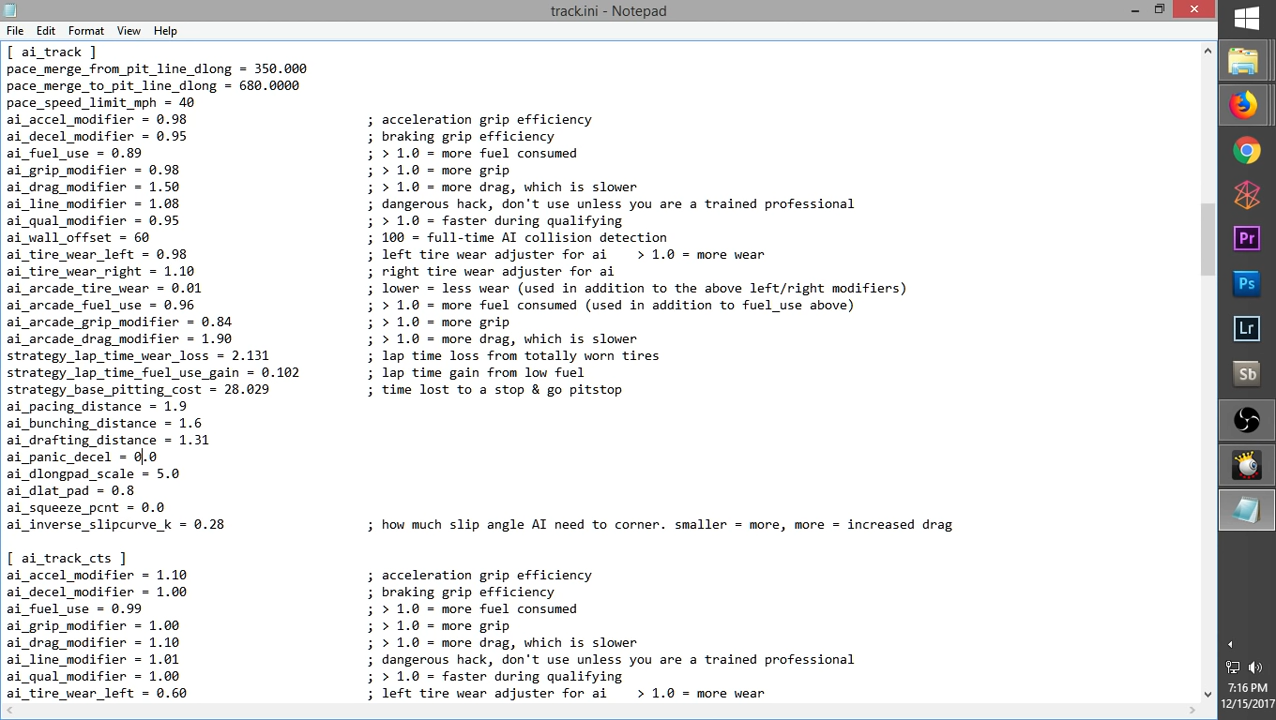 track.ini - Notepad
File Edit Format View Help
[ ai_track ]
pace_merge_from_pit_line_dlong = 350.000
pace_merge_to_pit_line_dlong = 680.0000
pace_speed_limit_mph = 40
ai_accel_modifier = 0.98 ; acceleration grip efficiency
ai_decel_modifier = 0.95 ; braking grip efficiency
ai_fuel_use = 0.89 ; > 1.0 = more fuel consumed
ai_grip_modifier = 0.98 ; > 1.0 = more grip
ai_drag_modifier = 1.50 ; > 1.0 = more drag, which is slower
ai_line_modifier = 1.08 ; dangerous hack, don't use unless you are a trained professional
ai_qual_modifier = 0.95 ; > 1.0 = faster during qualifying
ai_wall_offset = 60 ; 100 = full-time AI collision detection
ai_tire_wear_left = 0.98 ; left tire wear adjuster for ai > 1.0 = more wear
ai_tire_wear_right = 1.10 ; right tire wear adjuster for ai
ai_arcade_tire_wear = 0.01 ; lower = less wear (used in addition to the above left/right modifiers)
ai_arcade_fuel_use = 0.96 ; > 1.0 = more fuel consumed (used in addition to fuel_use above)
ai_arcade_grip_modifier = 0.84 ; > 1.0 = more grip
ai_arcade_drag_modifier = 1.90 ; > 1.0 = more drag, which is slower
strategy_lap_time_wear_loss = 2.131 ; lap time loss from totally worn tires
strategy_lap_time_fuel_use_gain = 0.102 ; lap time gain from low fuel
strategy_base_pitting_cost = 28.029 ; time lost to a stop & go pitstop
ai_pacing_distance = 1.9
ai_bunching_distance = 1.6
ai_drafting_distance = 1.31
ai_panic_decel = 0.0
ai_dlongpad_scale = 5.0
ai_dlat_pad = 0.8
ai_squeeze_pcnt = 0.0
ai_inverse_slipcurve_k = 0.28 ; how much slip angle AI need to corner. smaller = more, more = increased drag
[ ai_track_cts ]
ai_accel_modifier = 1.10 ; acceleration grip efficiency
ai_decel_modifier = 1.00 ; braking grip efficiency
ai_fuel_use = 0.99 ; > 1.0 = more fuel consumed
ai_grip_modifier = 1.00 ; > 1.0 = more grip
ai_drag_modifier = 1.10 ; > 1.0 = more drag, which is slower
ai_line_modifier = 1.01 ; dangerous hack, don't use unless you are a trained professional
ai_qual_modifier = 1.00 ; > 1.0 = faster during qualifying
ai_tire_wear_left = 0.60 ; left tire wear adjuster for ai > 1.0 = more wear
Pr
Ps
Lr
Sb
7:16 PM
12/15/2017